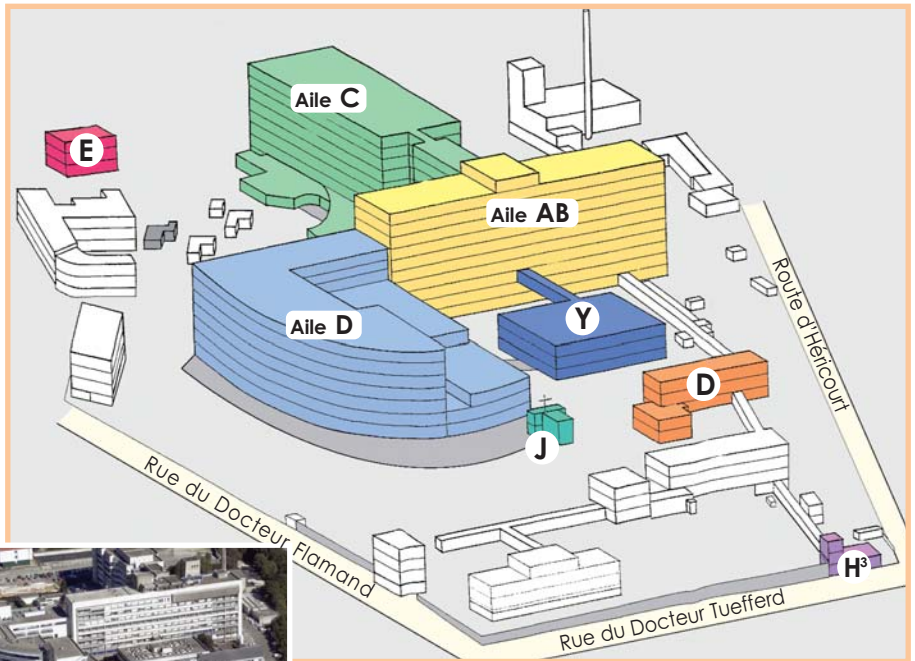 Aile C
E
Aile AB
Aile D
Y
Route d'Héricourt
D
J
Rue du Docteur Flamand
H³
Rue du Docteur Tuefferd